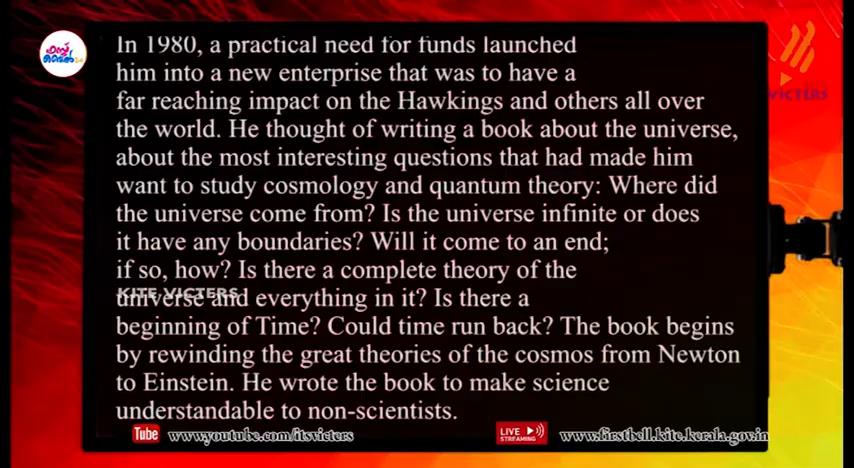 In 1980, a practical need for funds launched
him into a new enterprise that was to have a
far reaching impact on the Hawkings and others all over
the world. He thought of writing a book about the universe,
about the most interesting questions that had made him
want to study cosmology and quantum theory: Where did
the universe come from? Is the universe infinite or does
it have any boundaries? Will it come to an end;
if so, how? Is there a complete theory of the
KITE VICTERS
universe and everything in it? Is there a
beginning of Time? Could time run back? The book begins
by rewinding the great theories of the cosmos from Newton
to Einstein. He wrote the book to make science
understandable to non-scientists.
ഫസ്റ്റ്
ബെൽ 2.0
VICTERS
Tube www.youtube.com/itsvicters
LIVE STREAMING www.firstbell.kite.kerala.gov.in